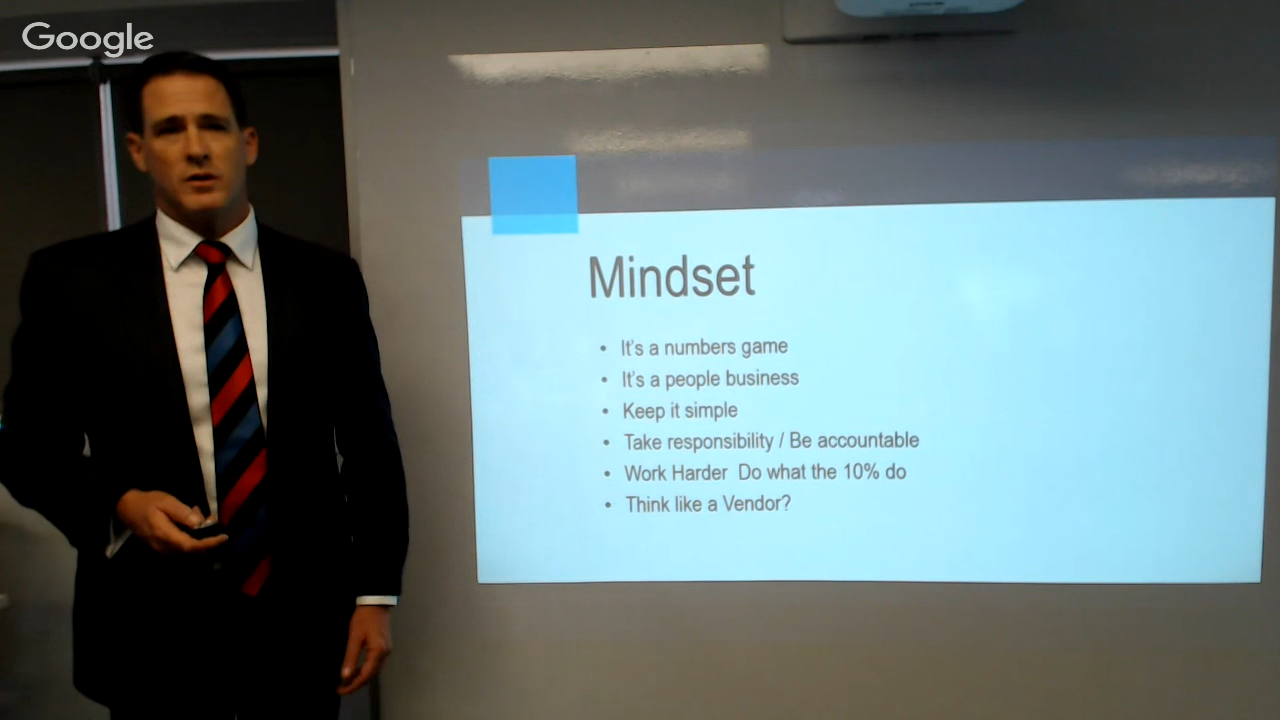 Google
Mindset
• It's a numbers game
• It's a people business
• Keep it simple
• Take responsibility / Be accountable
• Work Harder  Do what the 10% do
• Think like a Vendor?